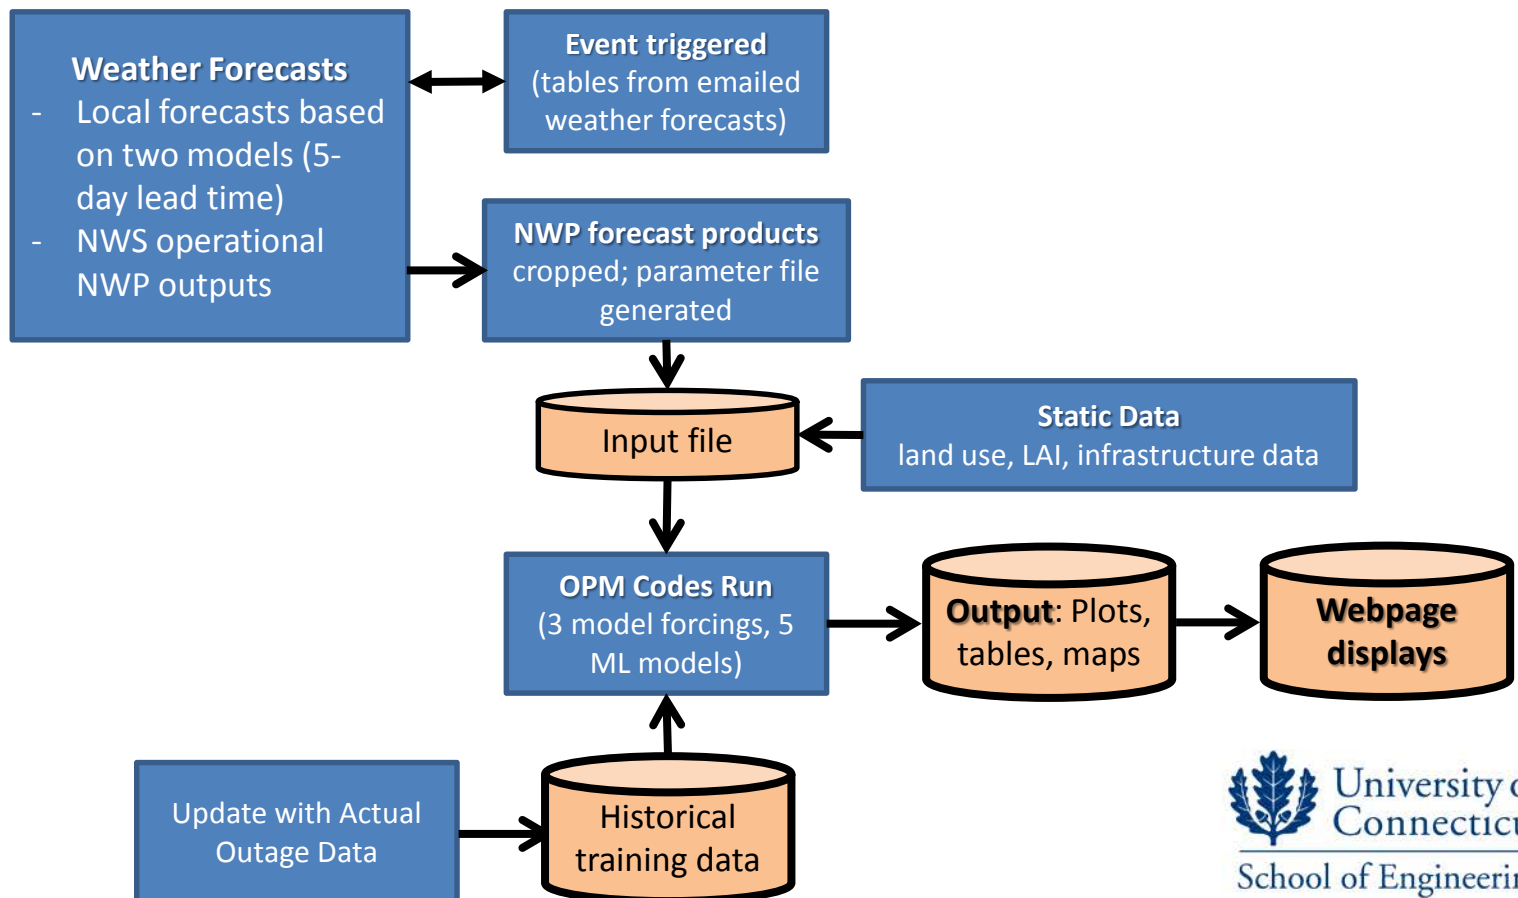 Weather Forecasts
- Local forecasts based
on two models (5-
day lead time)
- NWS operational
NWP outputs
Event triggered
(tables from emailed
weather forecasts)
NWP forecast products
cropped; parameter file
generated
Input file
Static Data
land use, LAI, infrastructure data
OPM Codes Run
(3 model forcings, 5
ML models)
Output: Plots,
tables, maps
Webpage
displays
Update with Actual
Outage Data
Historical
training data
University o
Connecticu
School of Engineerin